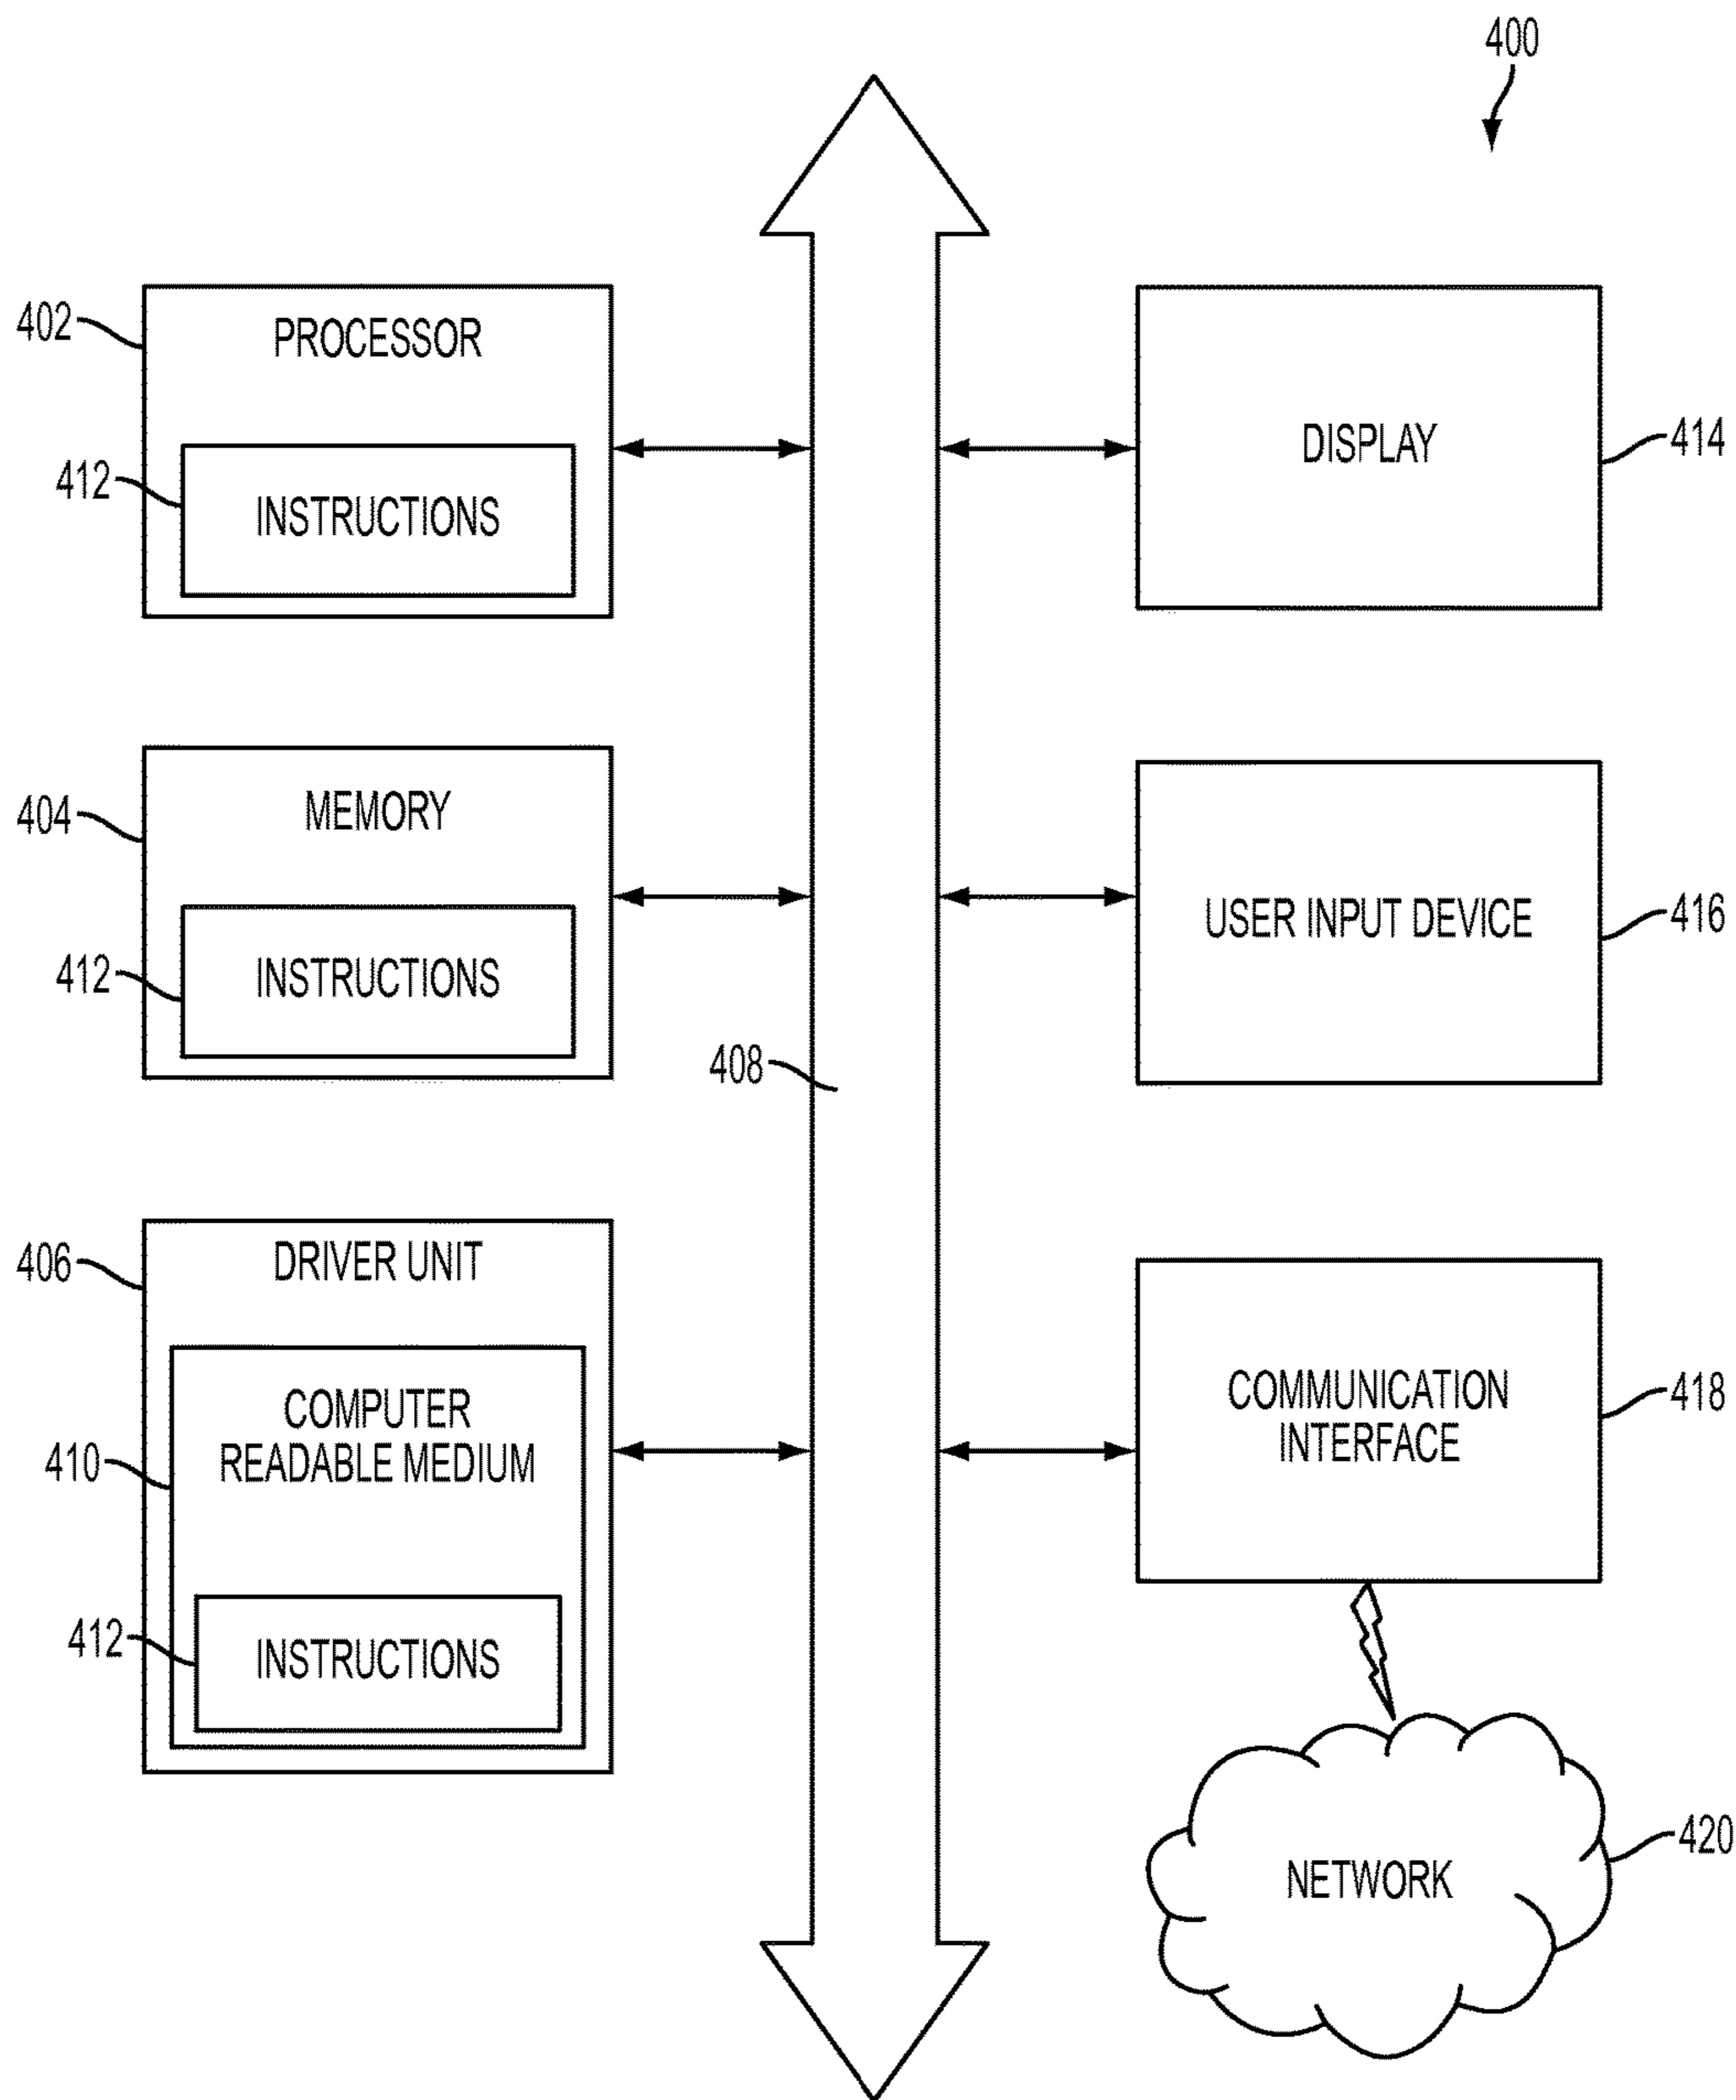 400
402
PROCESSOR
412
INSTRUCTIONS
DISPLAY
414
404
MEMORY
412
INSTRUCTIONS
USER INPUT DEVICE
416
408
406
DRIVER UNIT
410
COMPUTER
READABLE MEDIUM
412
INSTRUCTIONS
COMMUNICATION
INTERFACE
418
NETWORK
420